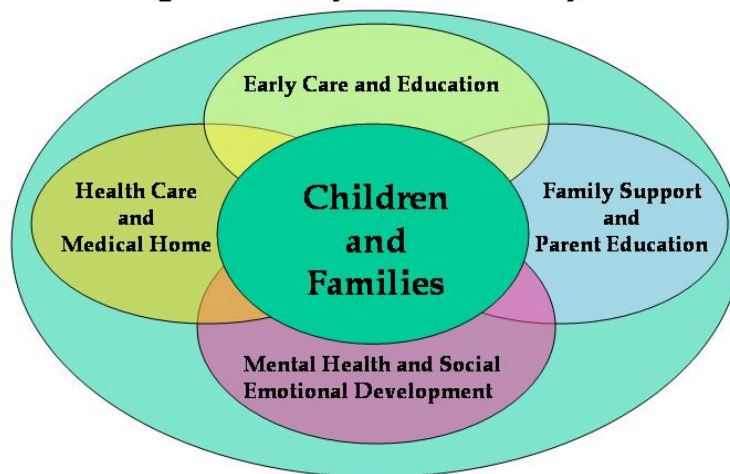 Early Care and Education
Health Care
and
Medical Home
Children
and
Families
Family Support
and
Parent Education
Mental Health and Social
Emotional Development